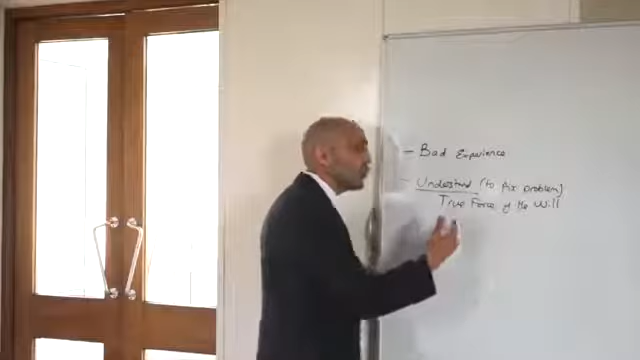 - Bad Experience
- Understand (to fix problem)
True Force of the Will